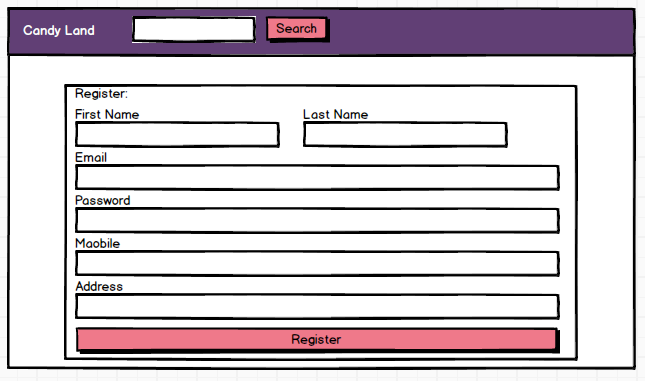 Candy Land Search
Register:
First Name Last Name
Email
Password
Maobile
Address
Register